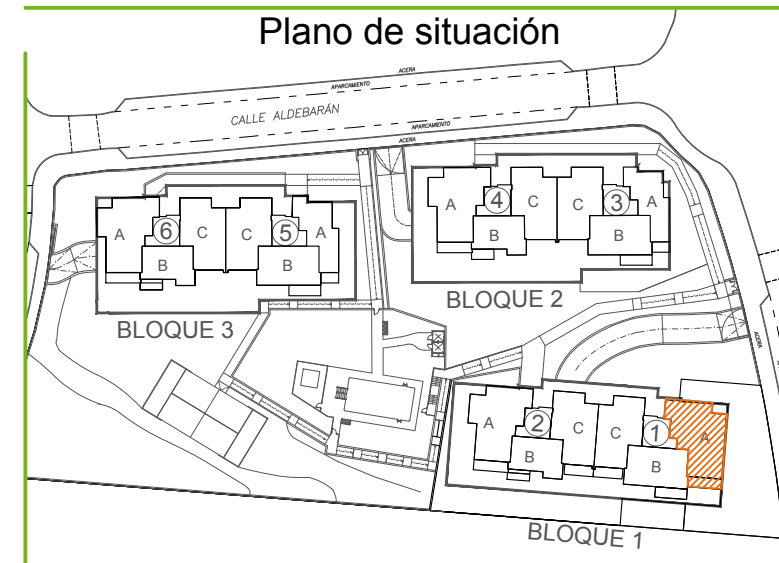 Plano de situación
ACERA
APARCAMIENTO
CALLE ALDEBARÁN
APARCAMIENTO
ACERA
A
6
C
C
5
A
B
B
BLOQUE 3
A
4
C
C
3
A
B
B
BLOQUE 2
ACERA
ACERA
A
2
C
C
1
A
B
B
BLOQUE 1